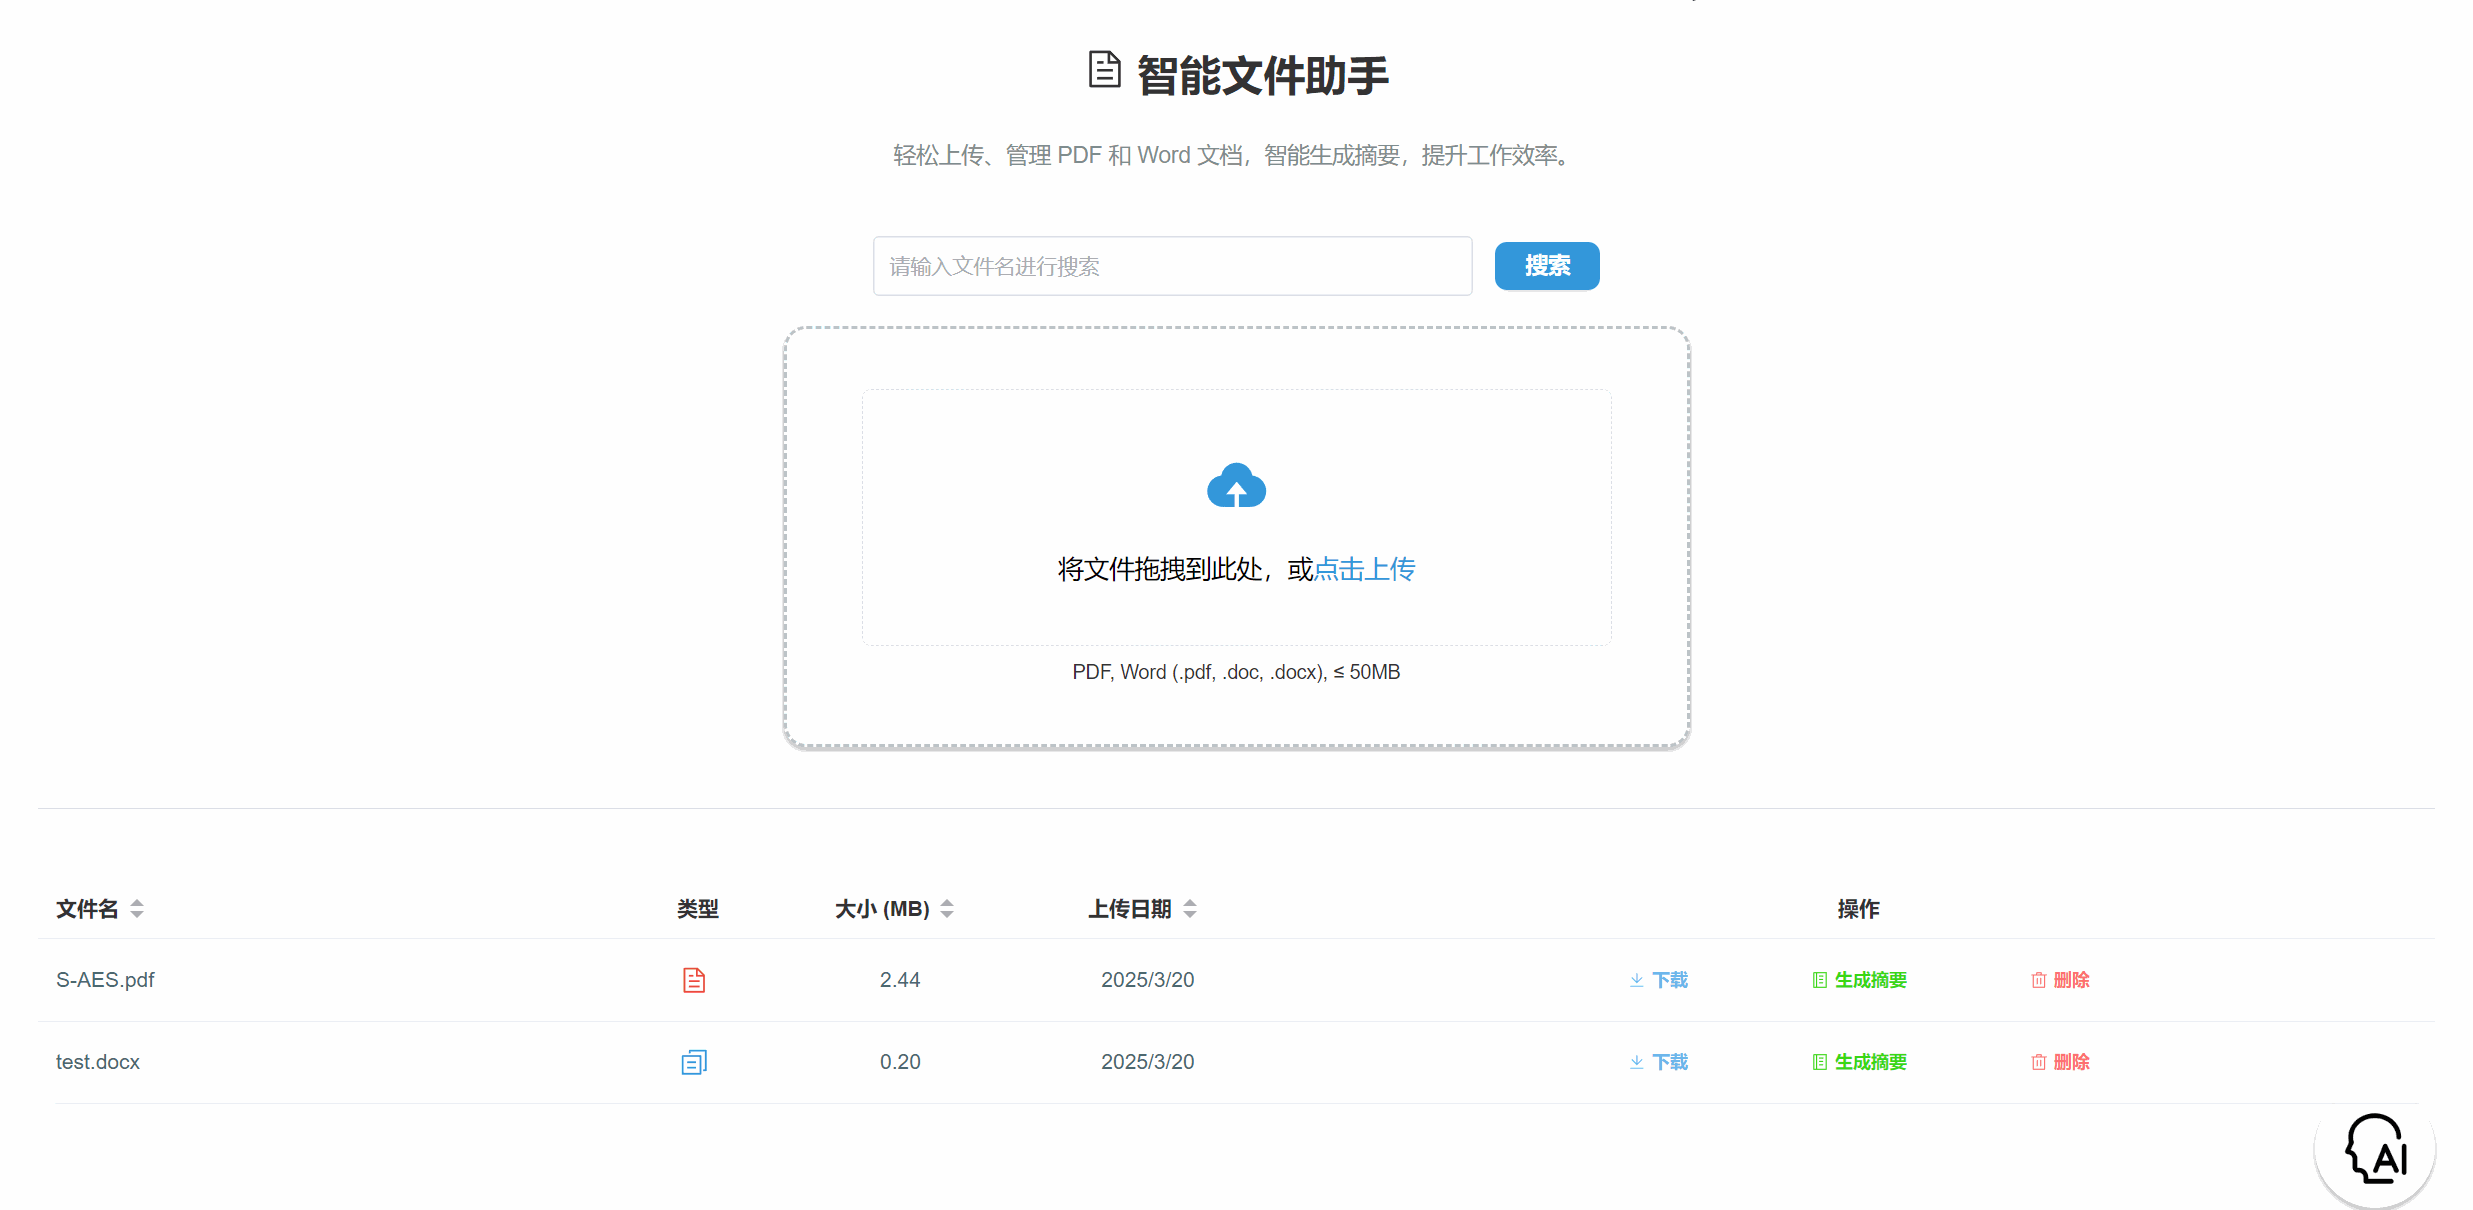 智能文件助手
轻松上传、管理 PDF 和 Word 文档，智能生成摘要，提升工作效率。
请输入文件名进行搜索 搜索
将文件拖拽到此处，或点击上传
PDF, Word (.pdf, .doc, .docx), ≤ 50MB
文件名 类型 大小 (MB) 上传日期 操作
S-AES.pdf 2.44 2025/3/20 下载 生成摘要 删除
test.docx 0.20 2025/3/20 下载 生成摘要 删除
AI